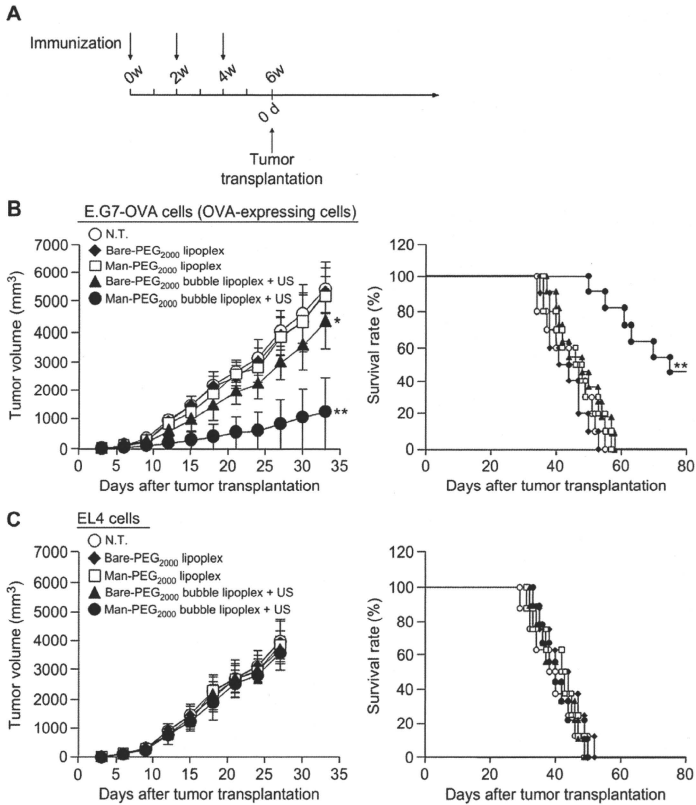 A
Immunization
0w
2w
4w
6w
0 d
Tumor
transplantation
B
E.G7-OVA cells (OVA-expressing cells)
N.T.
Bare-PEG2000 lipoplex
Man-PEG2000 lipoplex
Bare-PEG2000 bubble lipoplex + US
Man-PEG2000 bubble lipoplex + US
Tumor volume (mm3)
7000
6000
5000
4000
3000
2000
1000
0
*
**
0 5 10 15 20 25 30 35
Days after tumor transplantation
Survival rate (%)
120
100
80
60
40
20
0
**
0 20 40 60 80
Days after tumor transplantation
C
EL4 cells
N.T.
Bare-PEG2000 lipoplex
Man-PEG2000 lipoplex
Bare-PEG2000 bubble lipoplex + US
Man-PEG2000 bubble lipoplex + US
Tumor volume (mm3)
7000
6000
5000
4000
3000
2000
1000
0
0 5 10 15 20 25 30 35
Days after tumor transplantation
Survival rate (%)
120
100
80
60
40
20
0
0 20 40 60 80
Days after tumor transplantation